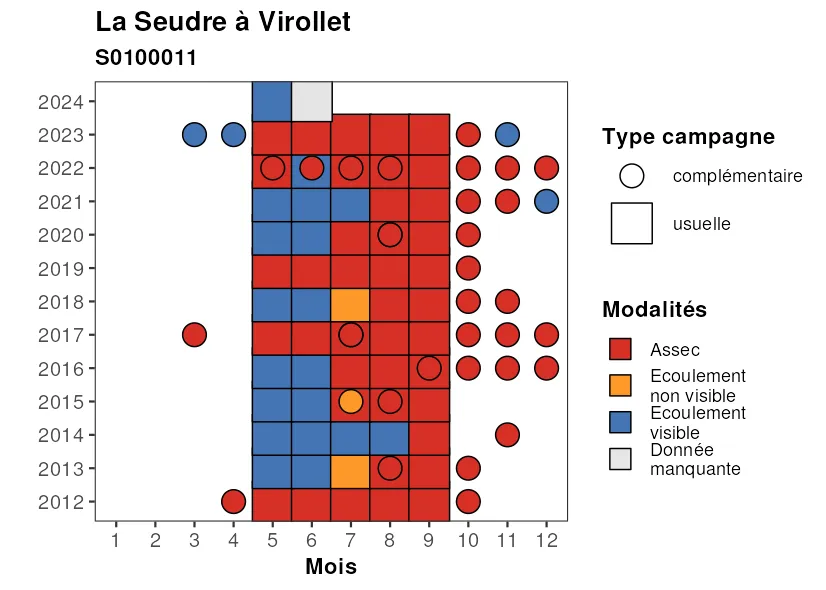 La Seudre à Virollet
S0100011
2024
2023
2022
2021
2020
2019
2018
2017
2016
2015
2014
2013
2012
1 2 3 4 5 6 7 8 9 10 11 12
Mois
Type campagne
complémentaire
usuelle
Modalités
Assec
Ecoulement
non visible
Ecoulement
visible
Donnée
manquante